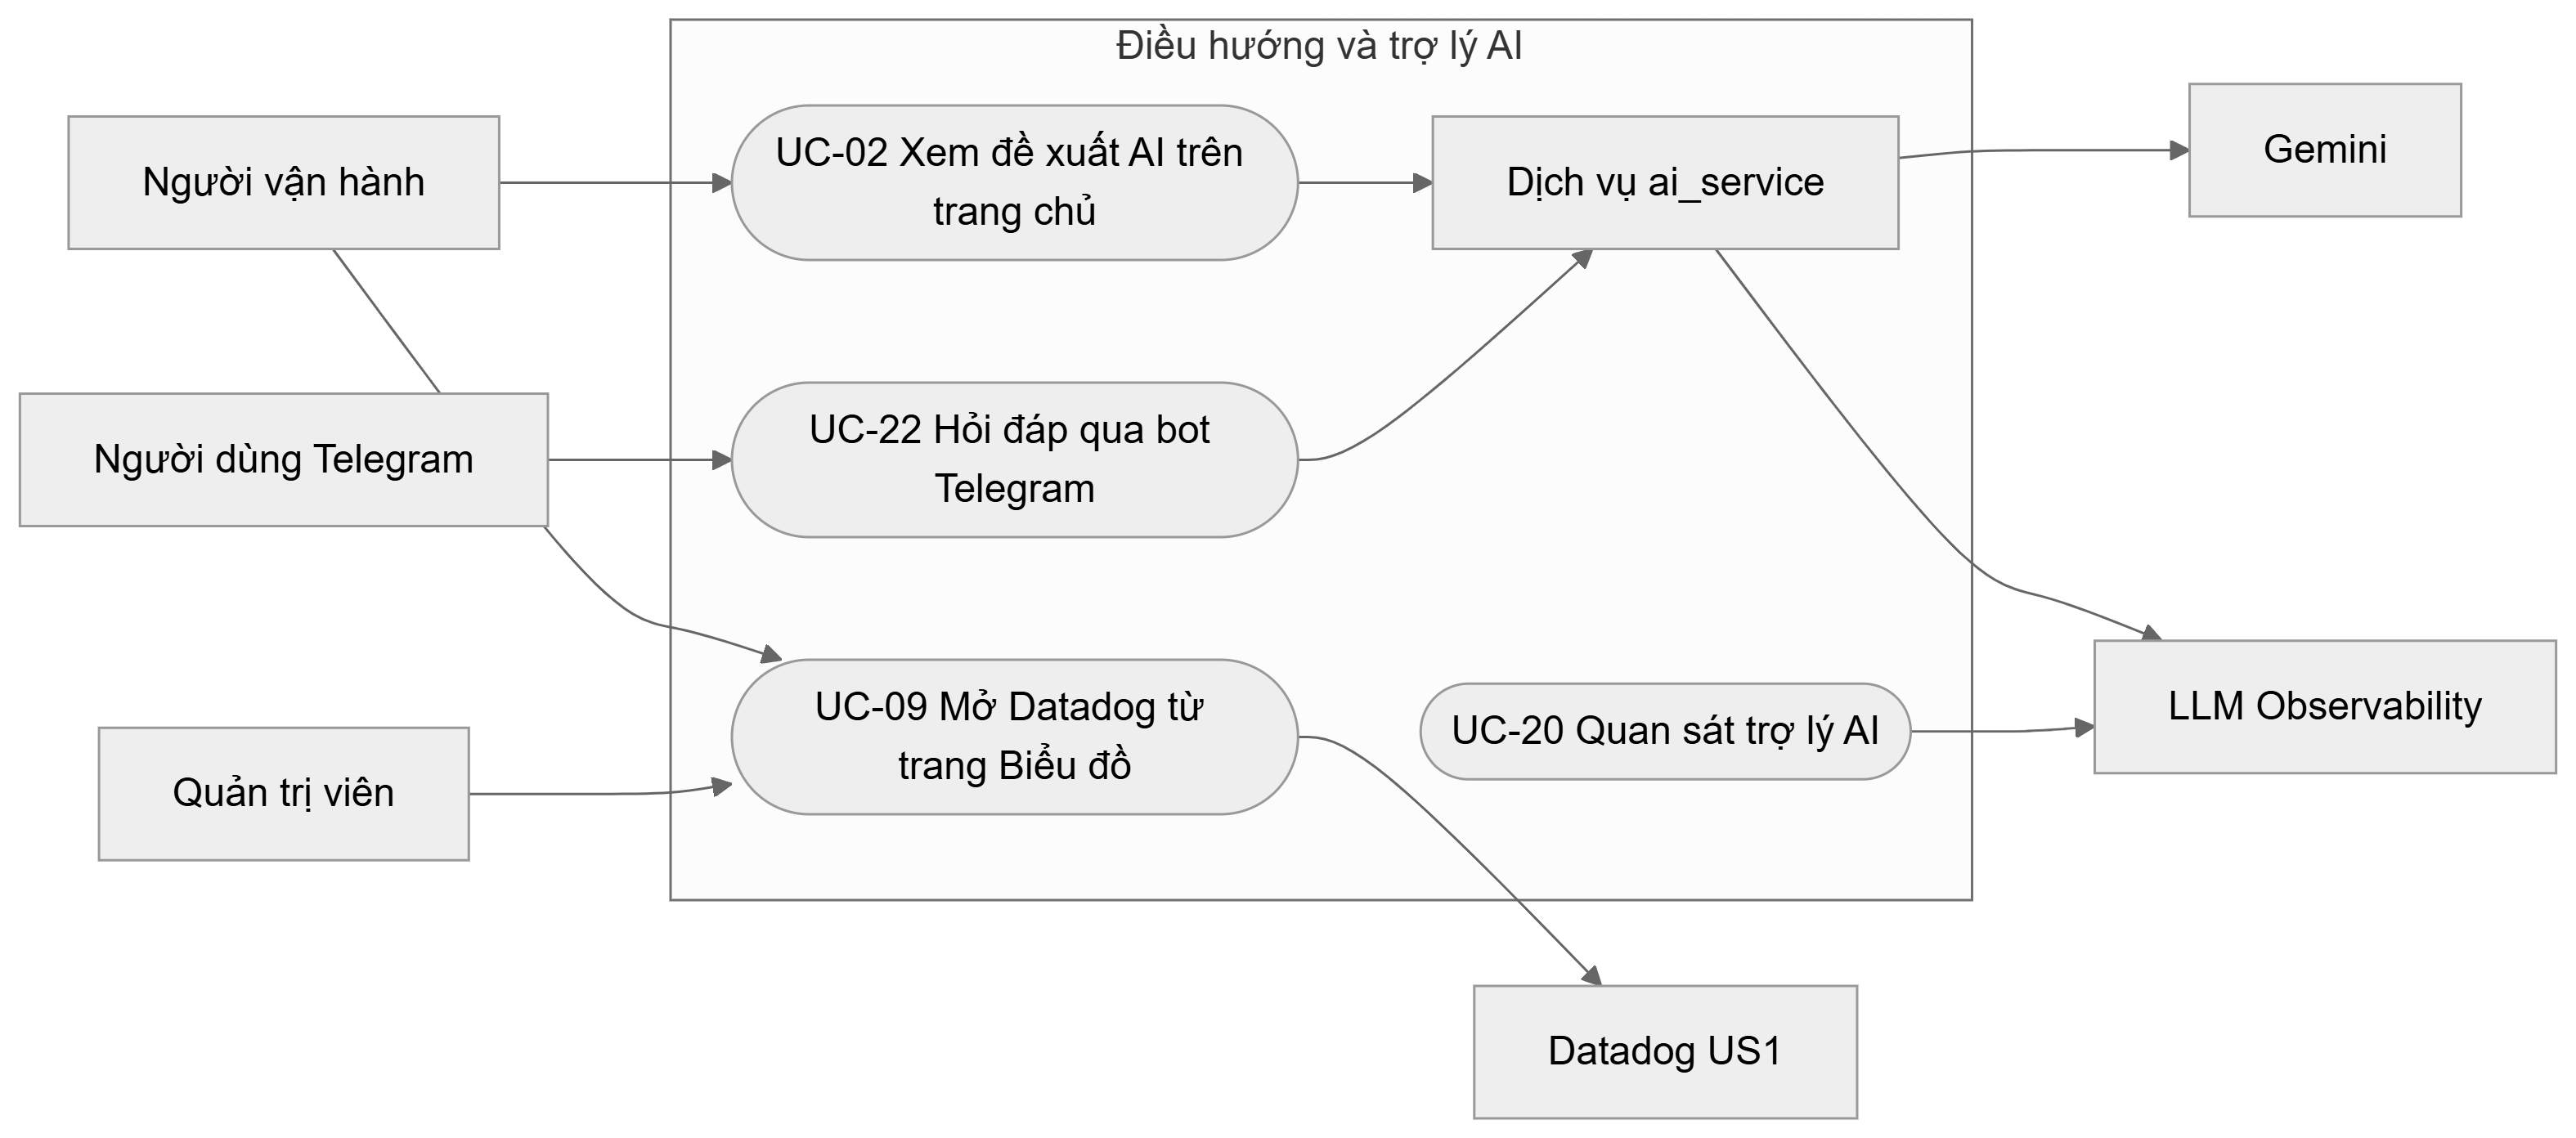 Điều hướng và trợ lý AI
Người vận hành
UC-02 Xem đề xuất AI trên
trang chủ
Dịch vụ ai_service
Gemini
Người dùng Telegram
UC-22 Hỏi đáp qua bot
Telegram
Quản trị viên
UC-09 Mở Datadog từ
trang Biểu đồ
UC-20 Quan sát trợ lý AI
LLM Observability
Datadog US1